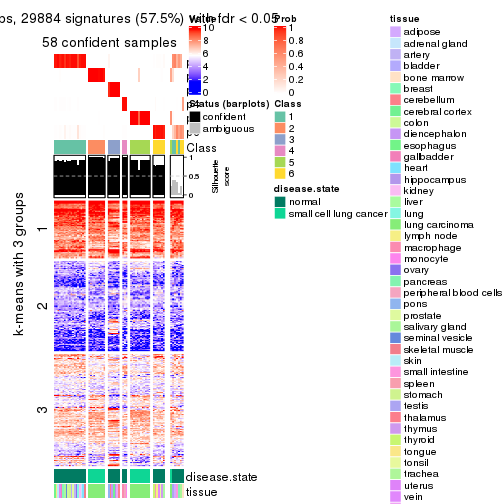 ps, 29884 signatures (57.5%) with fdr < 0.05
58 confident samples
Value
10
8
6
4
2
0
Prob
1
0.8
0.6
0.4
0.2
0
Status (barplots)
confident
ambiguous
Class
1
2
3
4
5
6
disease.state
normal
small cell lung cancer
tissue
adipose
adrenal gland
artery
bladder
bone marrow
breast
cerebellum
cerebral cortex
colon
diencephalon
esophagus
gallbadder
heart
hippocampus
kidney
liver
lung
lung carcinoma
lymph node
macrophage
monocyte
ovary
pancreas
peripheral blood cells
pons
prostate
salivary gland
seminal vesicle
skeletal muscle
skin
small intestine
spleen
stomach
testis
thalamus
thymus
thyroid
tongue
tonsil
trachea
uterus
vein
Class
1
0.5
0
Silhouette
score
k-means with 3 groups
1
2
3
disease.state
tissue